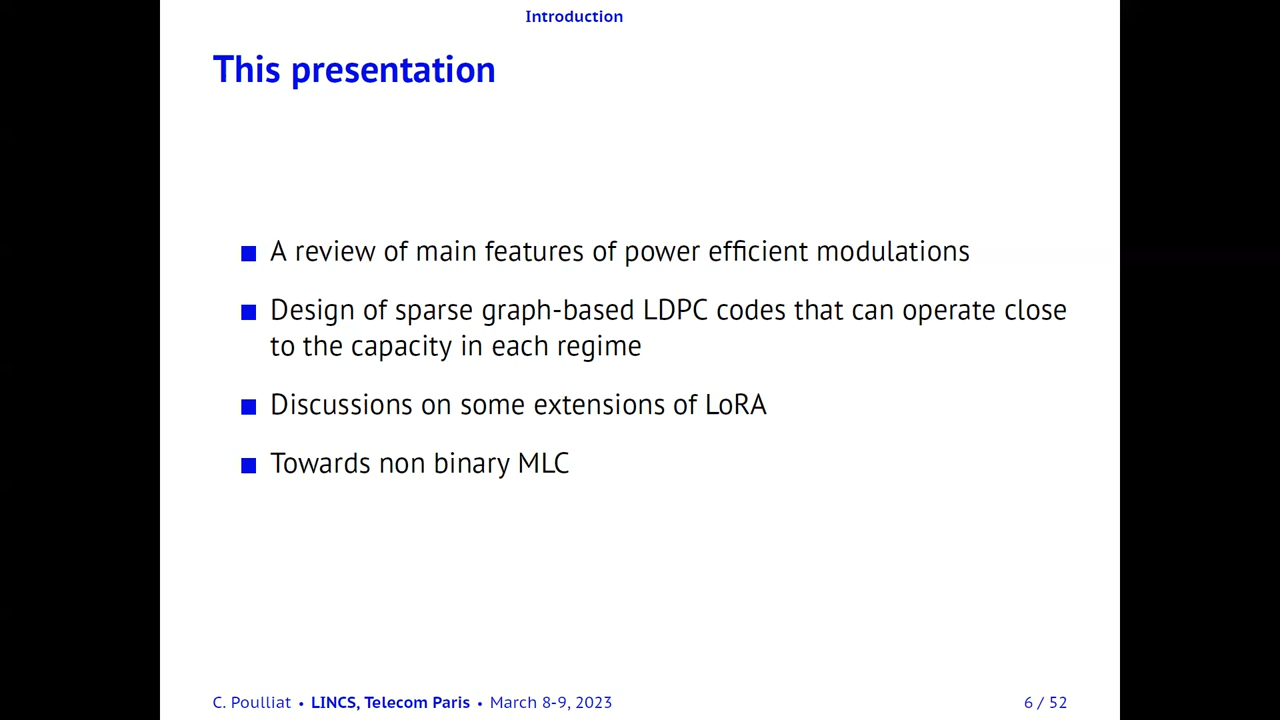 Introduction
This presentation
A review of main features of power efficient modulations
Design of sparse graph-based LDPC codes that can operate close
to the capacity in each regime
Discussions on some extensions of LoRA
Towards non binary MLC
C. Poulliat • LINCS, Telecom Paris • March 8-9, 2023
6 / 52